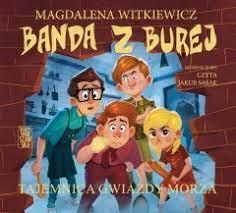 MAGDALENA WITKIEWICZ
BANDA Z BUREJ
CZYTA
JAKUB SASAK
TAJEMNICA GWIAZDY MORZA